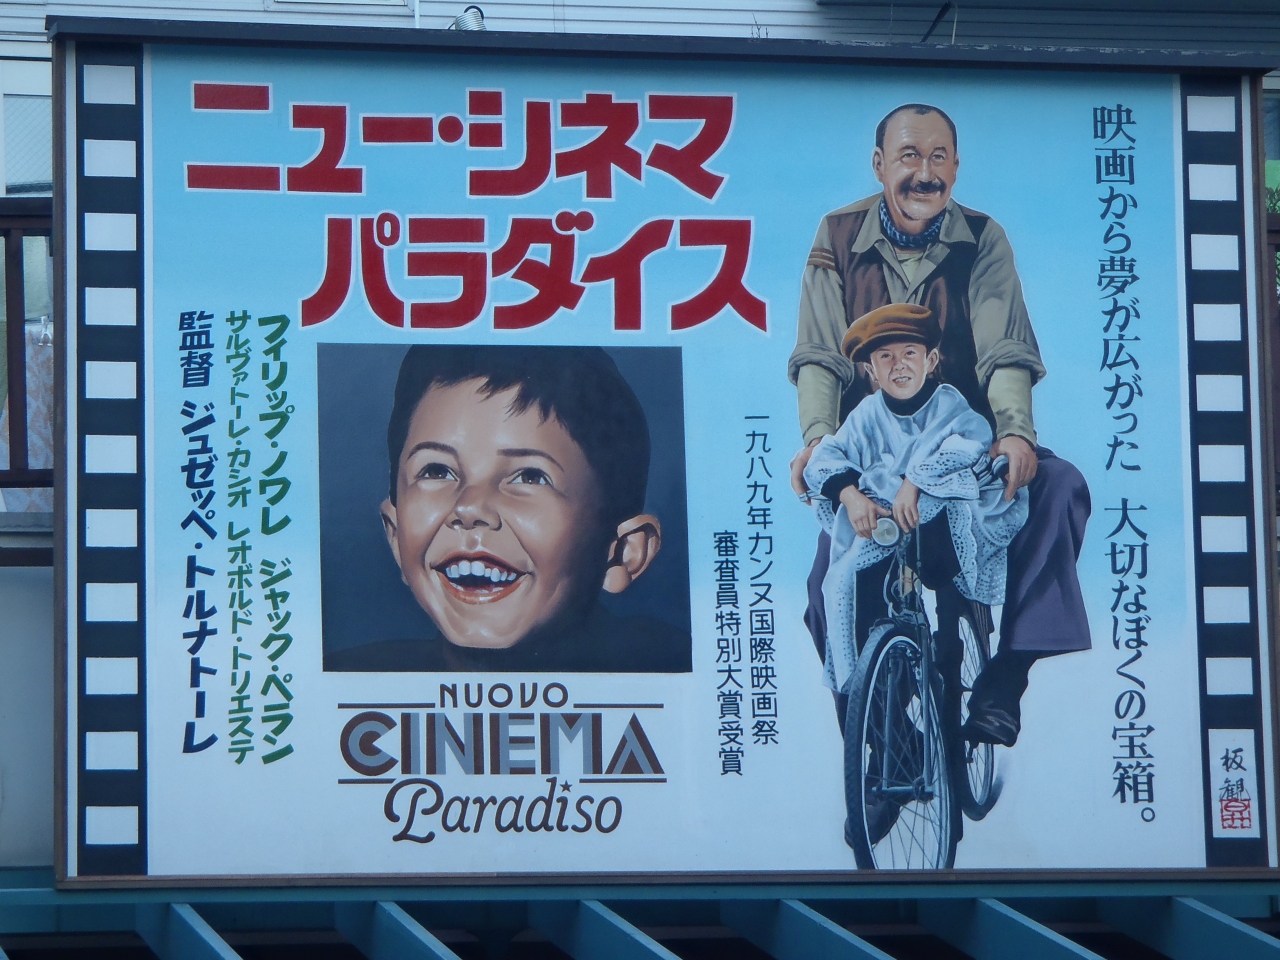 ニュー・シネマ
パラダイス
映画から夢が広がった 大切なぼくの宝箱。
一九八九年カンヌ国際映画祭
審査員特別大賞受賞
フィリップ・ノワレ ジャック・ペラン
サルヴァトーレ・カシオ レオポルド・トリエステ
監督 ジュゼッペ・トルナトーレ
NUOVO
CINEMA
Paradiso
板観